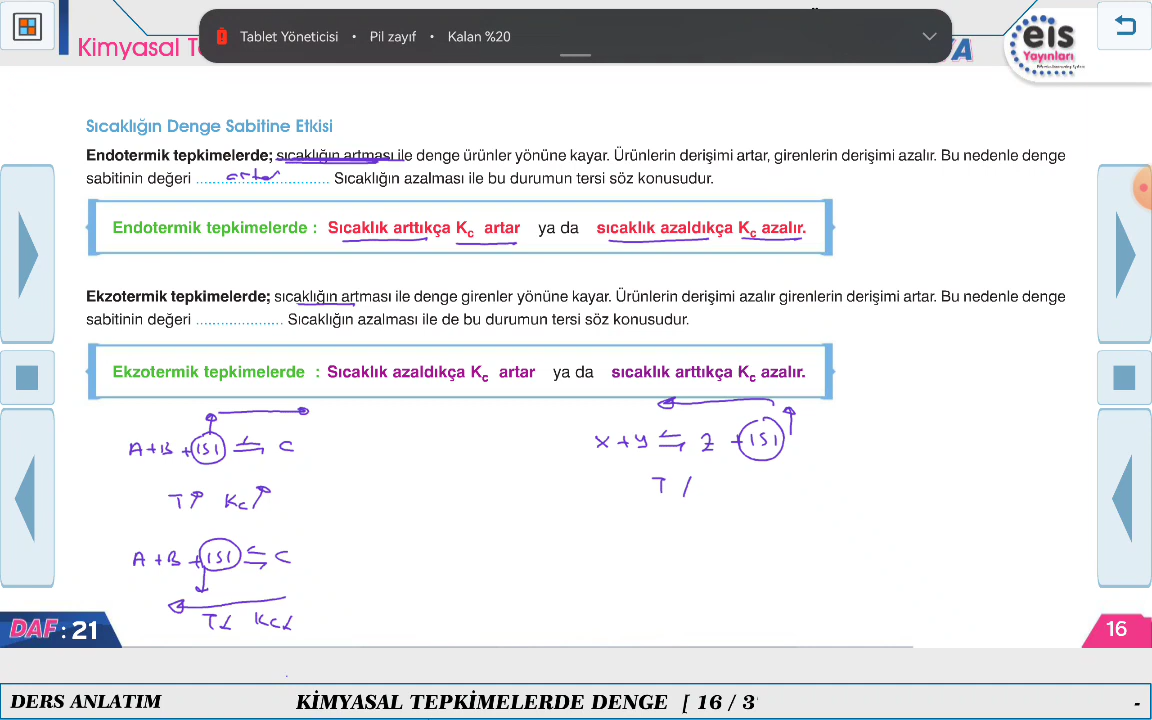 Tablet Yöneticisi • Pil zayıf • Kalan %20
Kimyasal
eis
Yayınları
Sıcaklığın Denge Sabitine Etkisi
Endotermik tepkimelerde; sıcaklığın artması ile denge ürünler yönüne kayar. Ürünlerin derişimi artar, girenlerin derişimi azalır. Bu nedenle denge
sabitinin değeri ...artar... Sıcaklığın azalması ile bu durumun tersi söz konusudur.
Endotermik tepkimelerde : Sıcaklık arttıkça Kc artar ya da sıcaklık azaldıkça Kc azalır.
Ekzotermik tepkimelerde; sıcaklığın artması ile denge girenler yönüne kayar. Ürünlerin derişimi azalır girenlerin derişimi artar. Bu nedenle denge
sabitinin değeri ..................... Sıcaklığın azalması ile de bu durumun tersi söz konusudur.
Ekzotermik tepkimelerde : Sıcaklık azaldıkça Kc artar ya da sıcaklık arttıkça Kc azalır.
A+B+ISI ⇌ C
X+Y ⇌ Z +ISI
T↑ Kc↑
T /
A+B +ISI ⇌ C
T↓ Kc↓
DAF : 21
16
DERS ANLATIM KİMYASAL TEPKİMELERDE DENGE [ 16 / 3